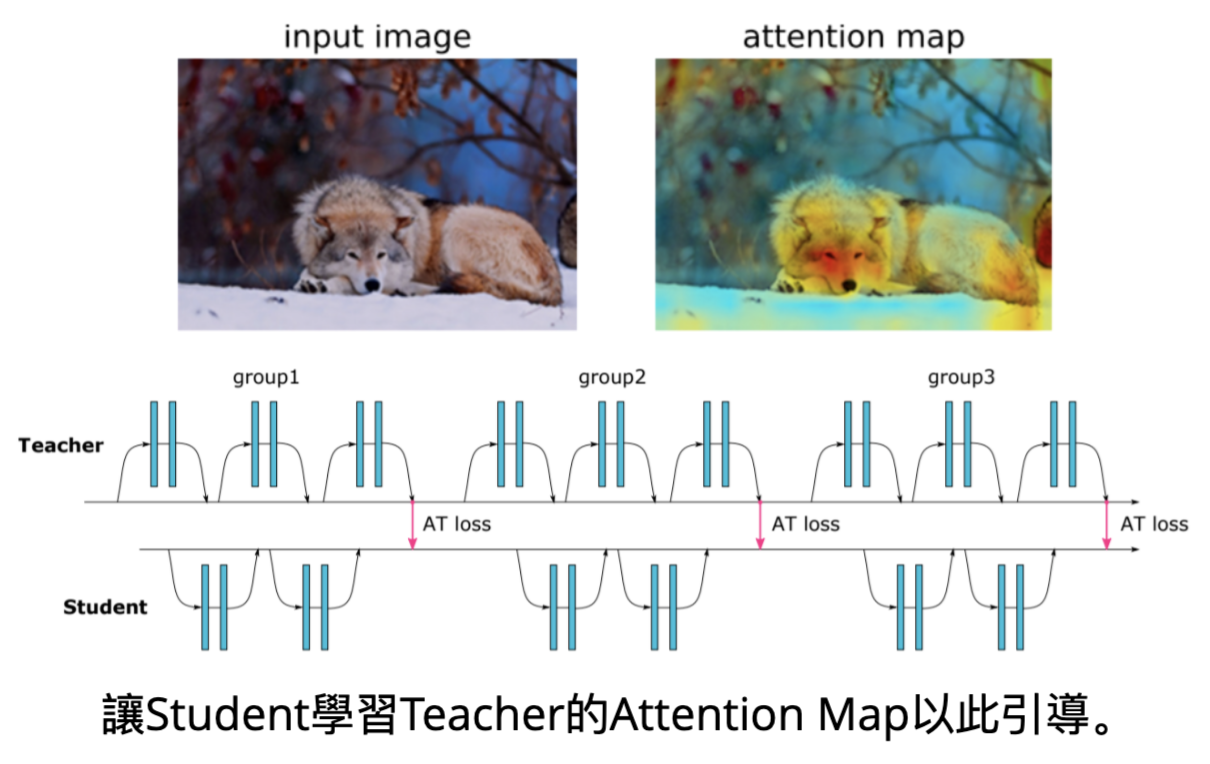 input image
attention map
group1
group2
group3
Teacher
AT loss
AT loss
AT loss
Student
讓Student學習Teacher的Attention Map以此引導。